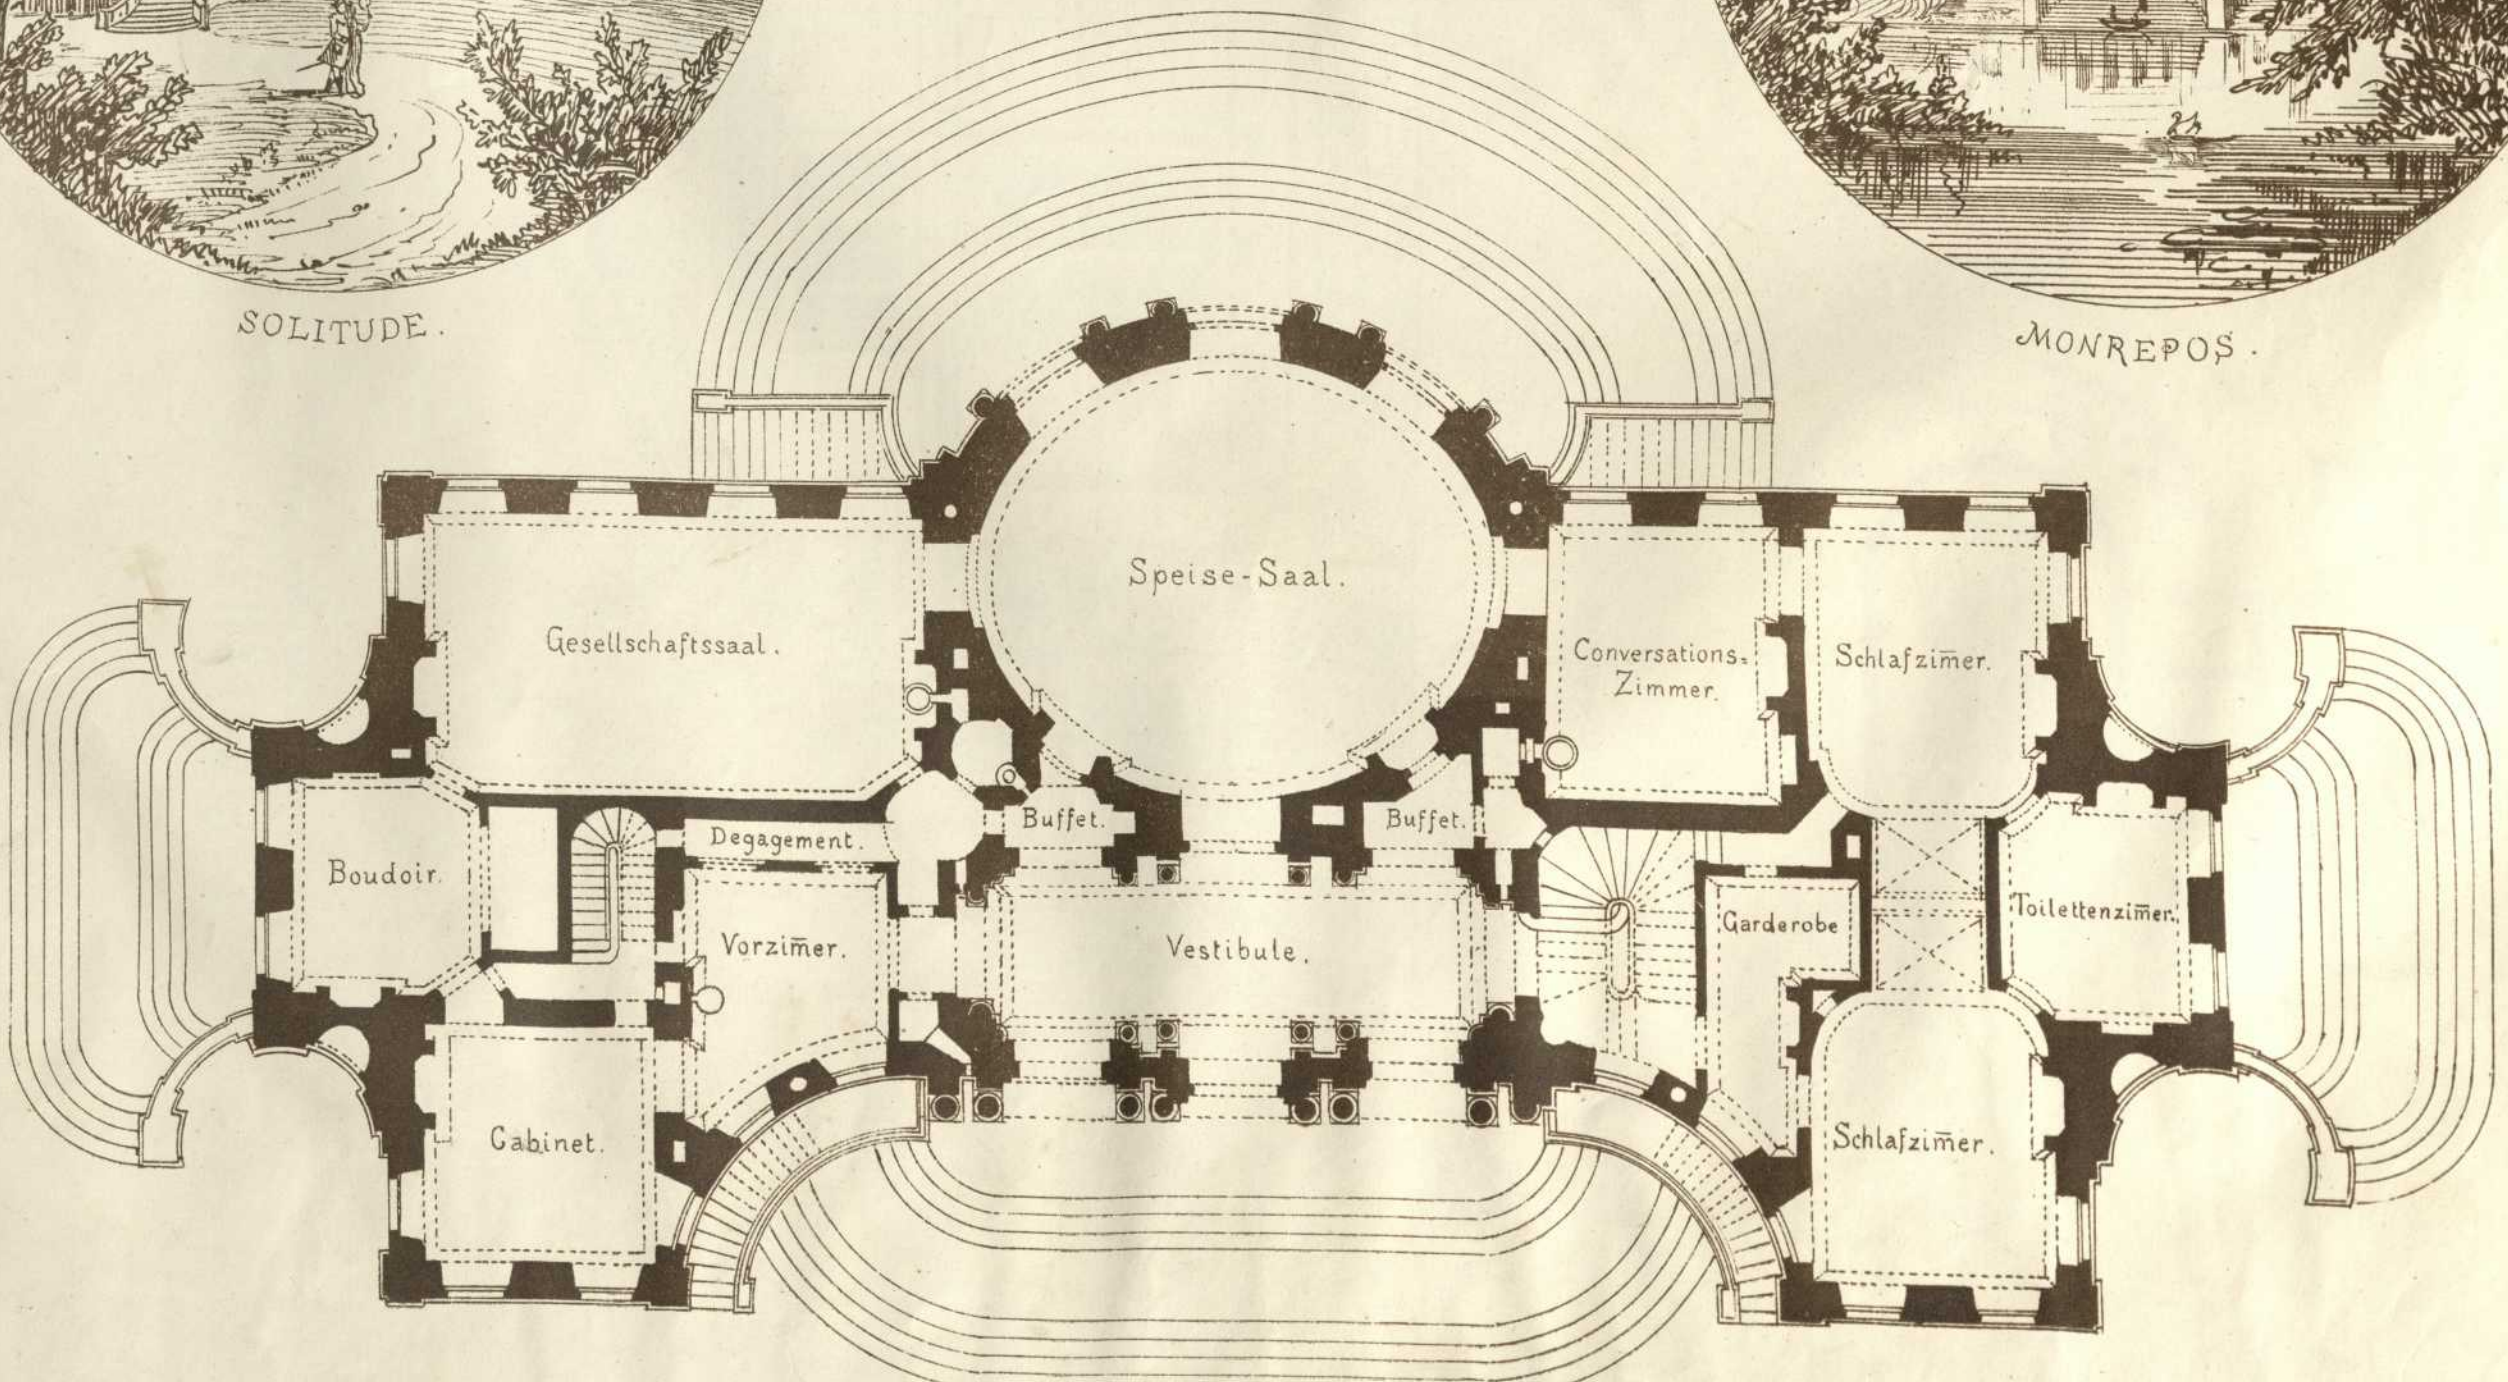 SOLITUDE.
MONREPOS.
Speise-Saal.
Gesellschaftssaal.
Conversations=
Zimmer.
Schlafzim̄er.
Buffet.
Buffet.
Degagement.
Boudoir.
Vorzim̄er.
Vestibule.
Garderobe
Toilettenzim̄er.
Cabinet.
Schlafzim̄er.